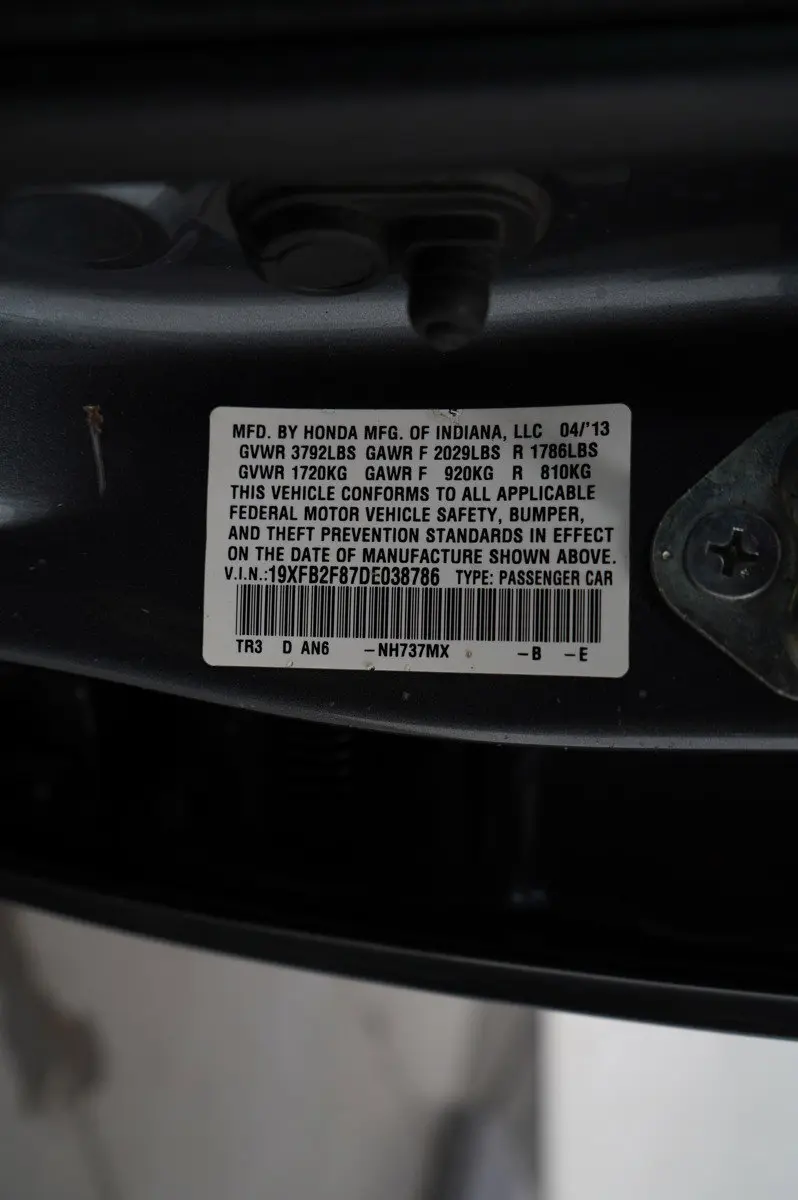 MFD. BY HONDA MFG. OF INDIANA, LLC 04/'13
GVWR 3792LBS GAWR F 2029LBS R 1786LBS
GVWR 1720KG GAWR F 920KG R 810KG
THIS VEHICLE CONFORMS TO ALL APPLICABLE
FEDERAL MOTOR VEHICLE SAFETY, BUMPER,
AND THEFT PREVENTION STANDARDS IN EFFECT
ON THE DATE OF MANUFACTURE SHOWN ABOVE.
V.I.N.:19XFB2F87DE038786 TYPE: PASSENGER CAR
TR3 D AN6 –NH737MX –B –E